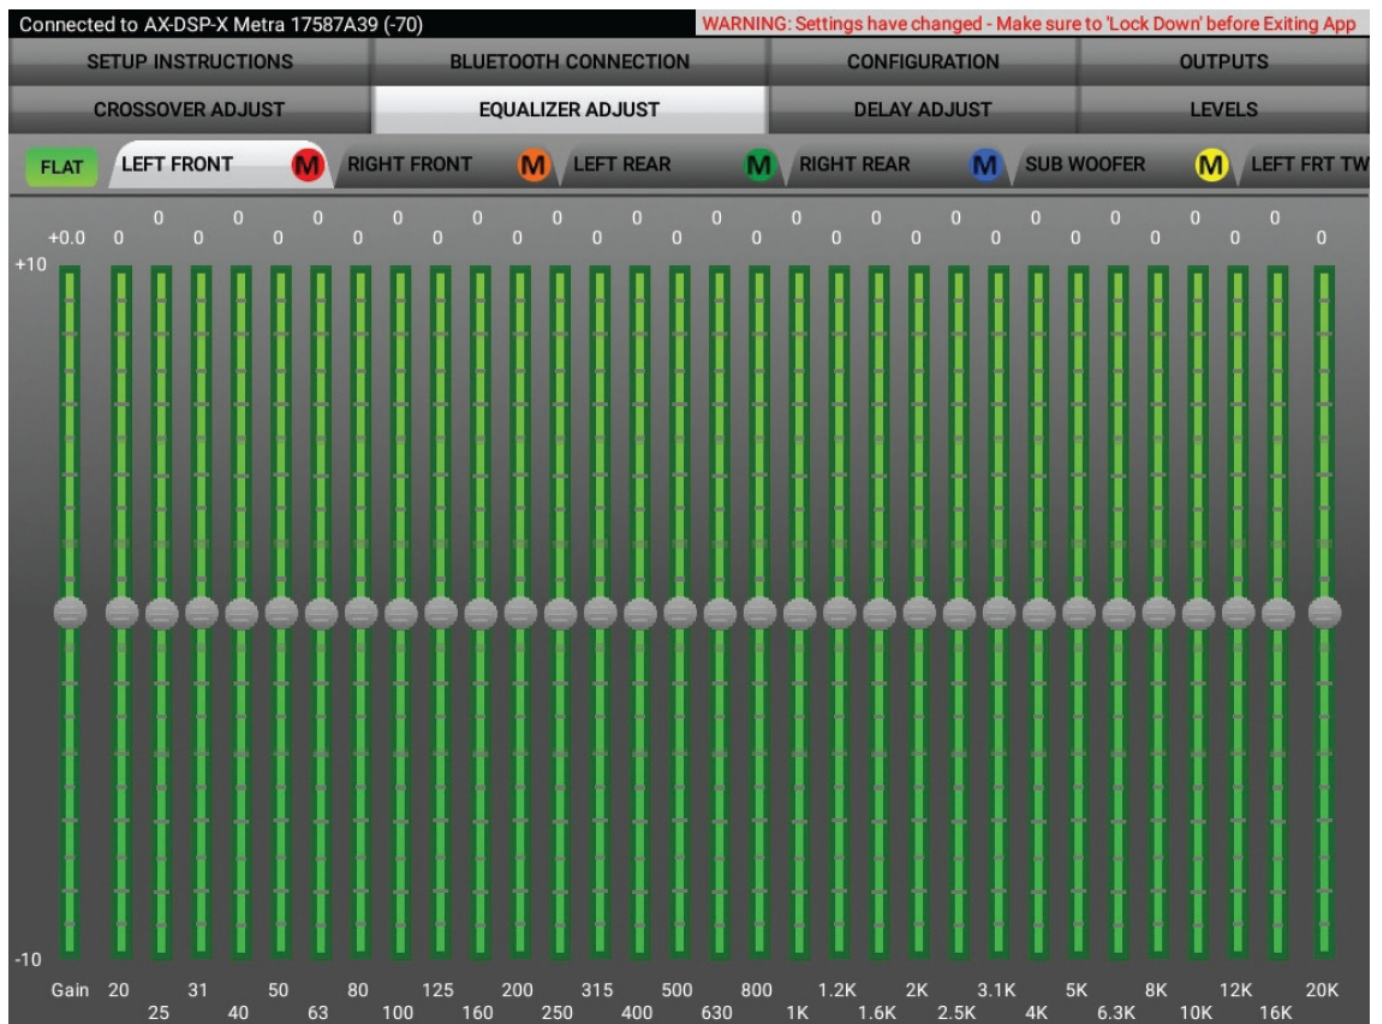 Connected to AX-DSP-X Metra 17587A39 (-70)
WARNING: Settings have changed - Make sure to 'Lock Down' before Exiting App
SETUP INSTRUCTIONS BLUETOOTH CONNECTION CONFIGURATION OUTPUTS
CROSSOVER ADJUST EQUALIZER ADJUST DELAY ADJUST LEVELS
FLAT LEFT FRONT M RIGHT FRONT M LEFT REAR M RIGHT REAR M SUB WOOFER M LEFT FRT TW
0 0 0 0 0 0 0 0 0 0 0 0 0 0 0
+0.0 0 0 0 0 0 0 0 0 0 0 0 0 0 0 0 0
+10
-10
Gain 20 31 50 80 125 200 315 500 800 1.2K 2K 3.1K 5K 8K 12K 20K
25 40 63 100 160 250 400 630 1K 1.6K 2.5K 4K 6.3K 10K 16K